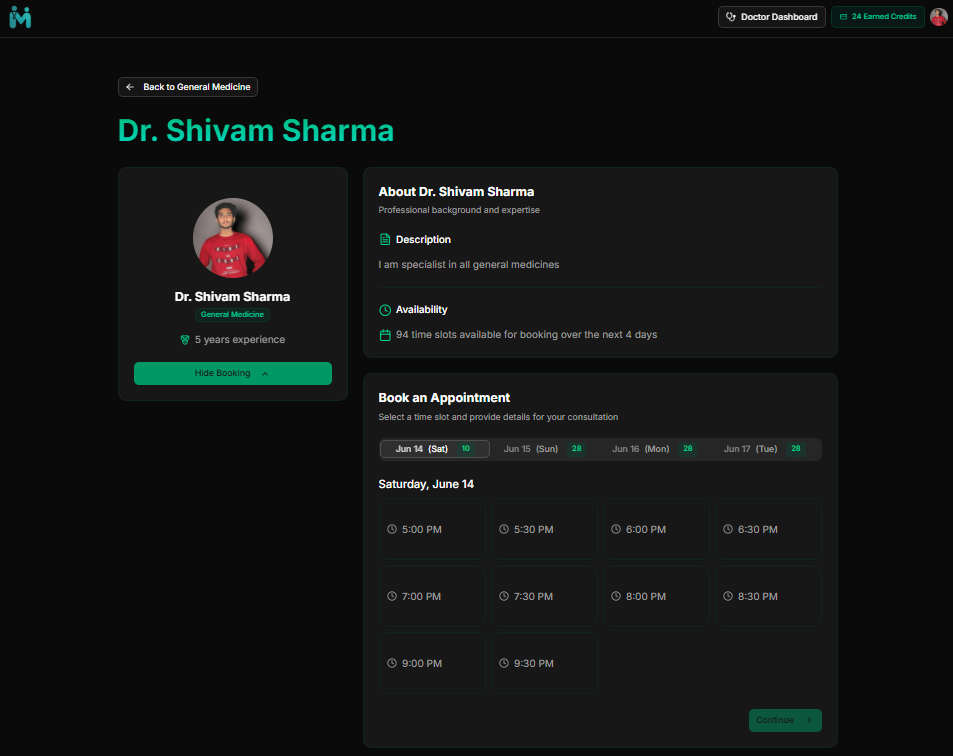 Doctor Dashboard
24 Earned Credits
Back to General Medicine
Dr. Shivam Sharma
Dr. Shivam Sharma
General Medicine
5 years experience
Hide Booking
About Dr. Shivam Sharma
Professional background and expertise
Description
I am specialist in all general medicines
Availability
94 time slots available for booking over the next 4 days
Book an Appointment
Select a time slot and provide details for your consultation
Jun 14 (Sat) 10 Jun 15 (Sun) 28 Jun 16 (Mon) 28 Jun 17 (Tue) 28
Saturday, June 14
5:00 PM 5:30 PM 6:00 PM 6:30 PM
7:00 PM 7:30 PM 8:00 PM 8:30 PM
9:00 PM 9:30 PM
Continue